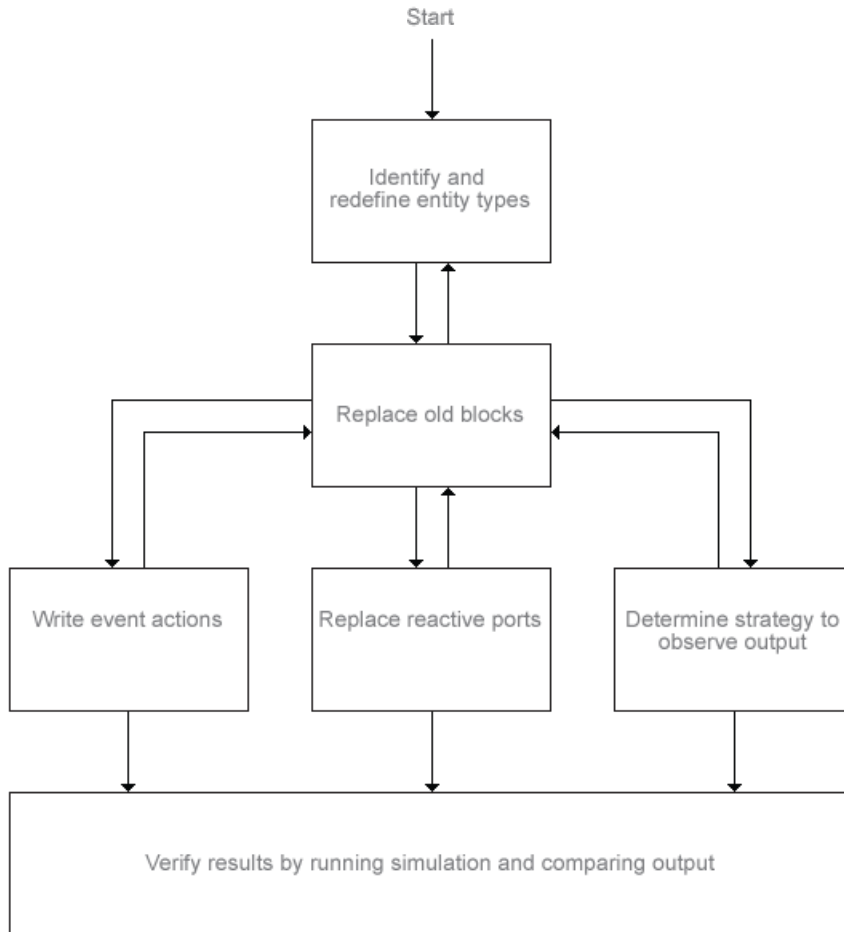 Start
Identify and
redefine entity types
Replace old blocks
Write event actions
Replace reactive ports
Determine strategy to
observe output
Verify results by running simulation and comparing output